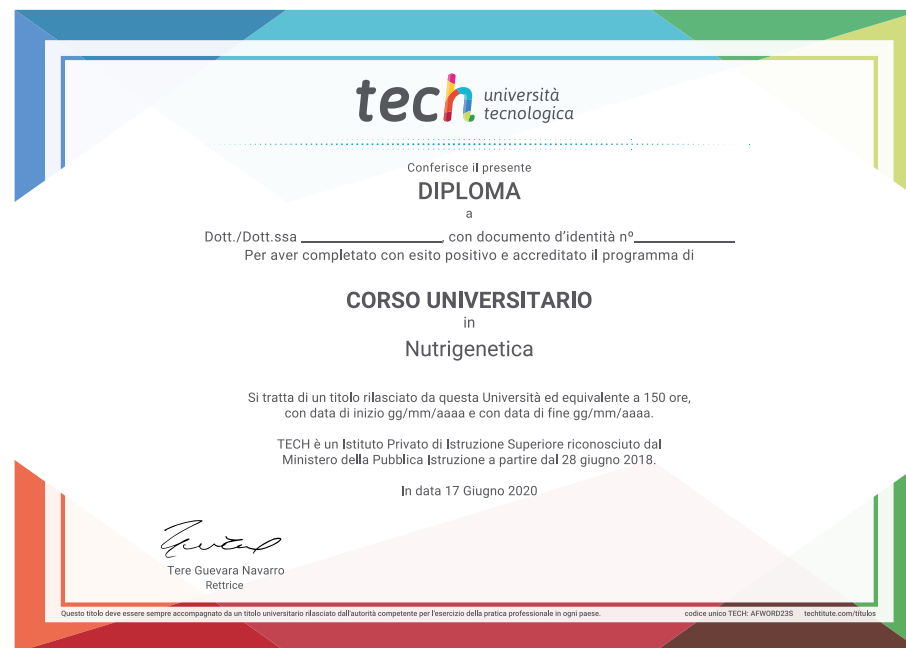 tech università
tecnologica
Conferisce il presente
DIPLOMA
a
Dott./Dott.ssa _________________, con documento d'identità nº____________
Per aver completato con esito positivo e accreditato il programma di
CORSO UNIVERSITARIO
in
Nutrigenetica
Si tratta di un titolo rilasciato da questa Università ed equivalente a 150 ore,
con data di inizio gg/mm/aaaa e con data di fine gg/mm/aaaa.
TECH è un Istituto Privato di Istruzione Superiore riconosciuto dal
Ministero della Pubblica Istruzione a partire dal 28 giugno 2018.
In data 17 Giugno 2020
Tere Guevara Navarro
Rettrice
Questo titolo deve essere sempre accompagnato da un titolo universitario rilasciato dall'autorità competente per l'esercizio della pratica professionale in ogni paese. codice unico TECH: AFWORD23S techtitute.com/titulos